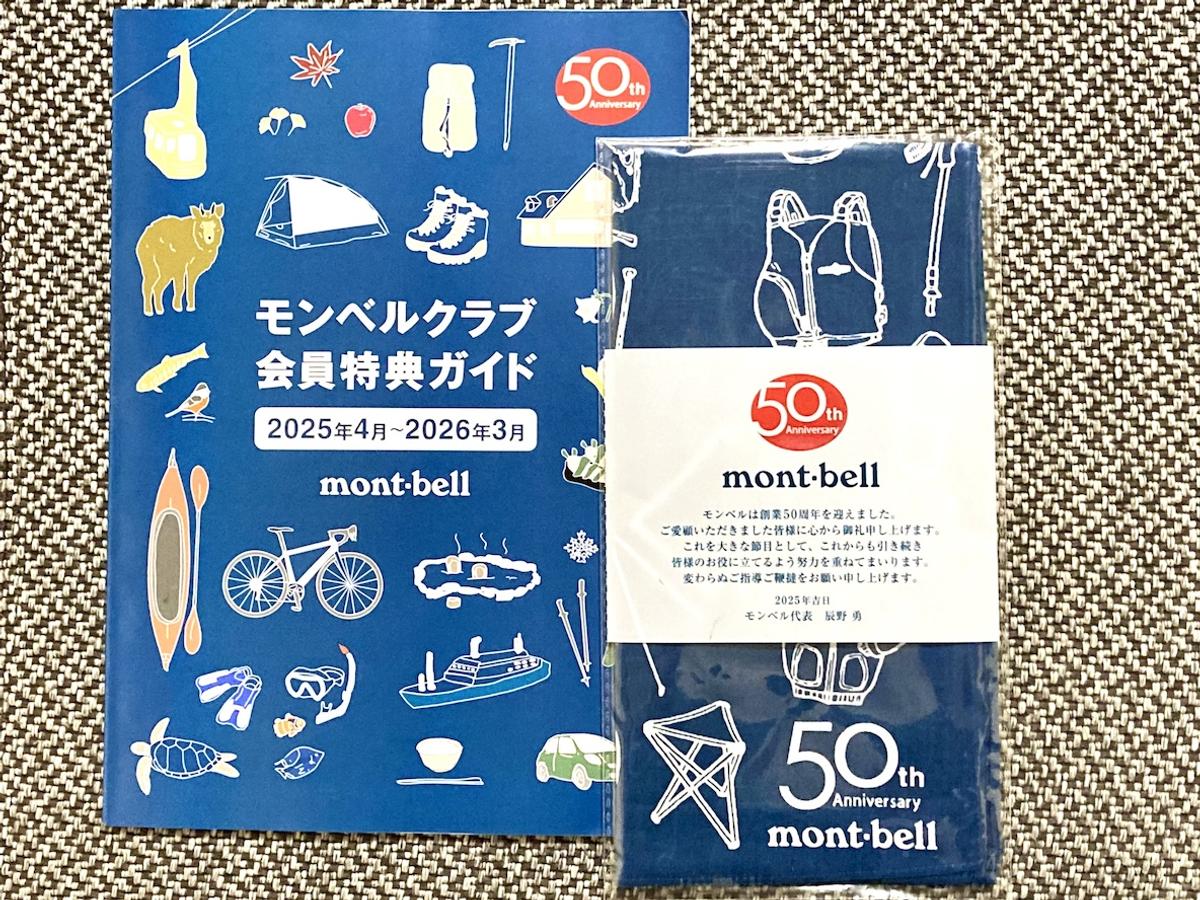 50th
Anniversary
モンベルクラブ
会員特典ガイド
2025年4月~2026年3月
mont·bell
50th
Anniversary
mont·bell
モンベルは創業50周年を迎えました。
ご愛顧いただきました皆様に心から御礼申し上げます。
これを大きな節目として、これからも引き続き
皆様のお役に立てるよう努力を重ねてまいります。
変わらぬご指導ご鞭撻をお願い申し上げます。
2025年吉日
モンベル代表 辰野 勇
50th
Anniversary
mont·bell